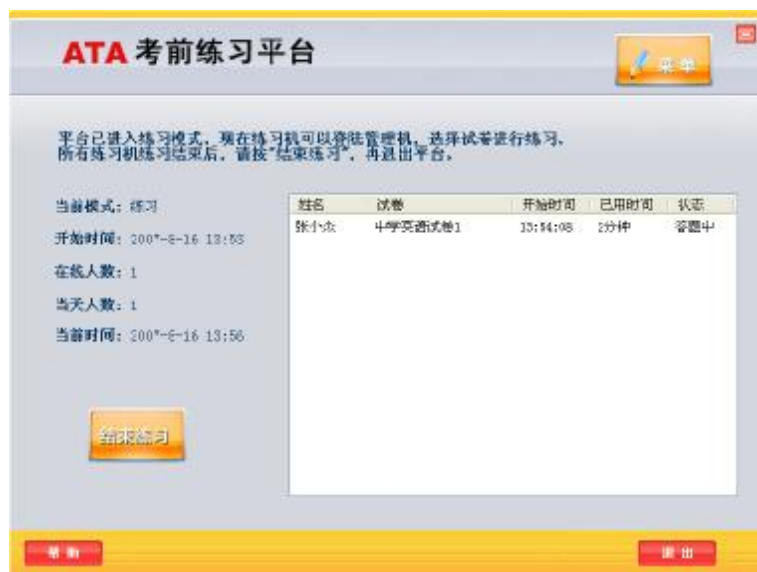 ATA 考前练习平台
菜单
平台已进入练习模式，现在练习机可以登陆管理机，选择试卷进行练习。
所有练习机练习结束后，请按“结束练习”，再退出平台。
当前模式：练习
开始时间：2007-8-16 13:53
在线人数：1
当天人数：1
当前时间：2007-8-16 13:56
姓名 试卷 开始时间 已用时间 状态
张小众 中学英语试卷1 13:54:08 2分钟 答题中
结束练习
帮助
退出